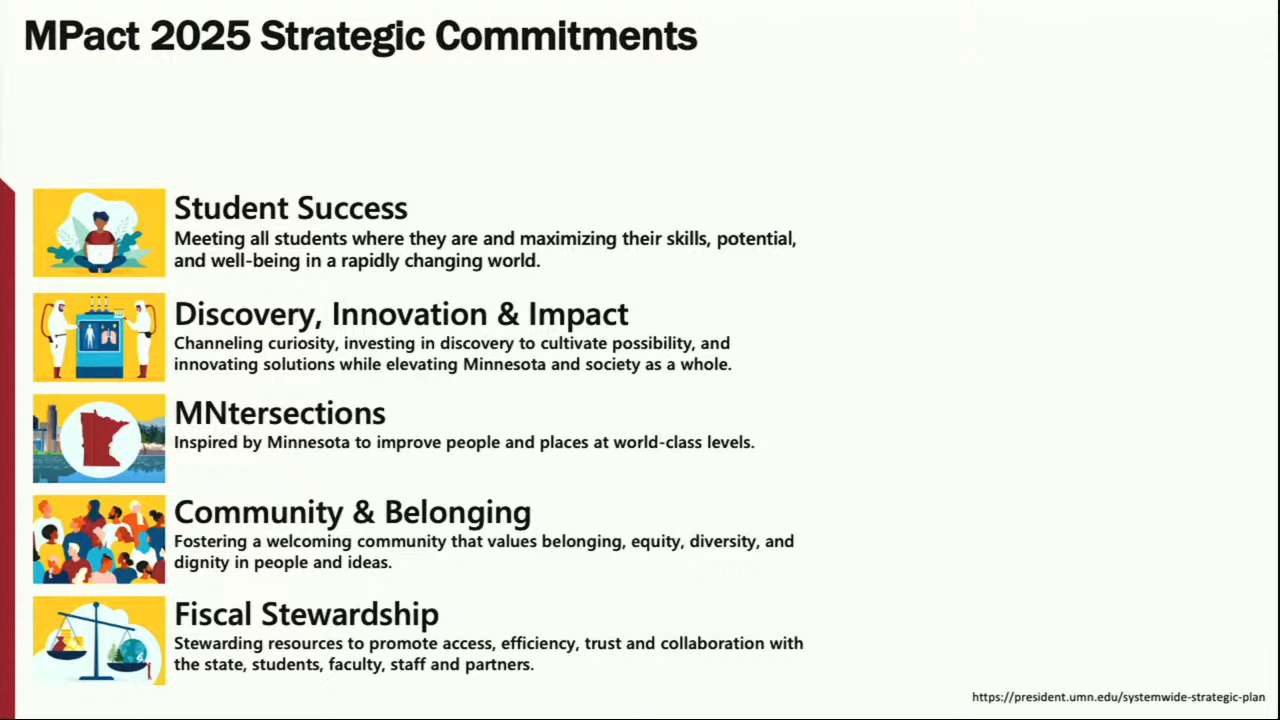 MPact 2025 Strategic Commitments
Student Success
Meeting all students where they are and maximizing their skills, potential,
and well-being in a rapidly changing world.
Discovery, Innovation & Impact
Channeling curiosity, investing in discovery to cultivate possibility, and
innovating solutions while elevating Minnesota and society as a whole.
MNtersections
Inspired by Minnesota to improve people and places at world-class levels.
Community & Belonging
Fostering a welcoming community that values belonging, equity, diversity, and
dignity in people and ideas.
Fiscal Stewardship
Stewarding resources to promote access, efficiency, trust and collaboration with
the state, students, faculty, staff and partners.
https://president.umn.edu/systemwide-strategic-plan